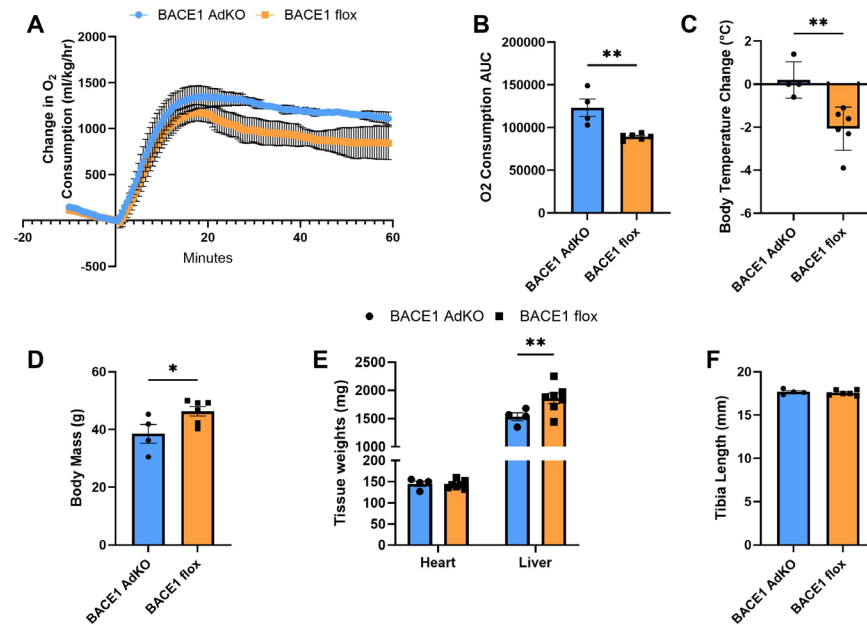 BACE1 AdKO BACE1 flox
A
Change in O2
Consumption (ml/kg/hr)
2000
1500
1000
500
-20
20
40
60
-500
Minutes
B
**
O2 Consumption AUC
200000
150000
100000
50000
0
BACE1 AdKO
BACE1 flox
C
**
Body Temperature Change (°C)
2
0
-2
-4
-6
BACE1 AdKO
BACE1 flox
BACE1 AdKO BACE1 flox
D
*
Body Mass (g)
60
40
20
0
BACE1 AdKO
BACE1 flox
E
**
Tissue weights (mg)
2500
2000
1500
1000
150
100
50
0
Heart Liver
F
Tibia Length (mm)
20
15
10
5
0
BACE1 AdKO
BACE1 flox